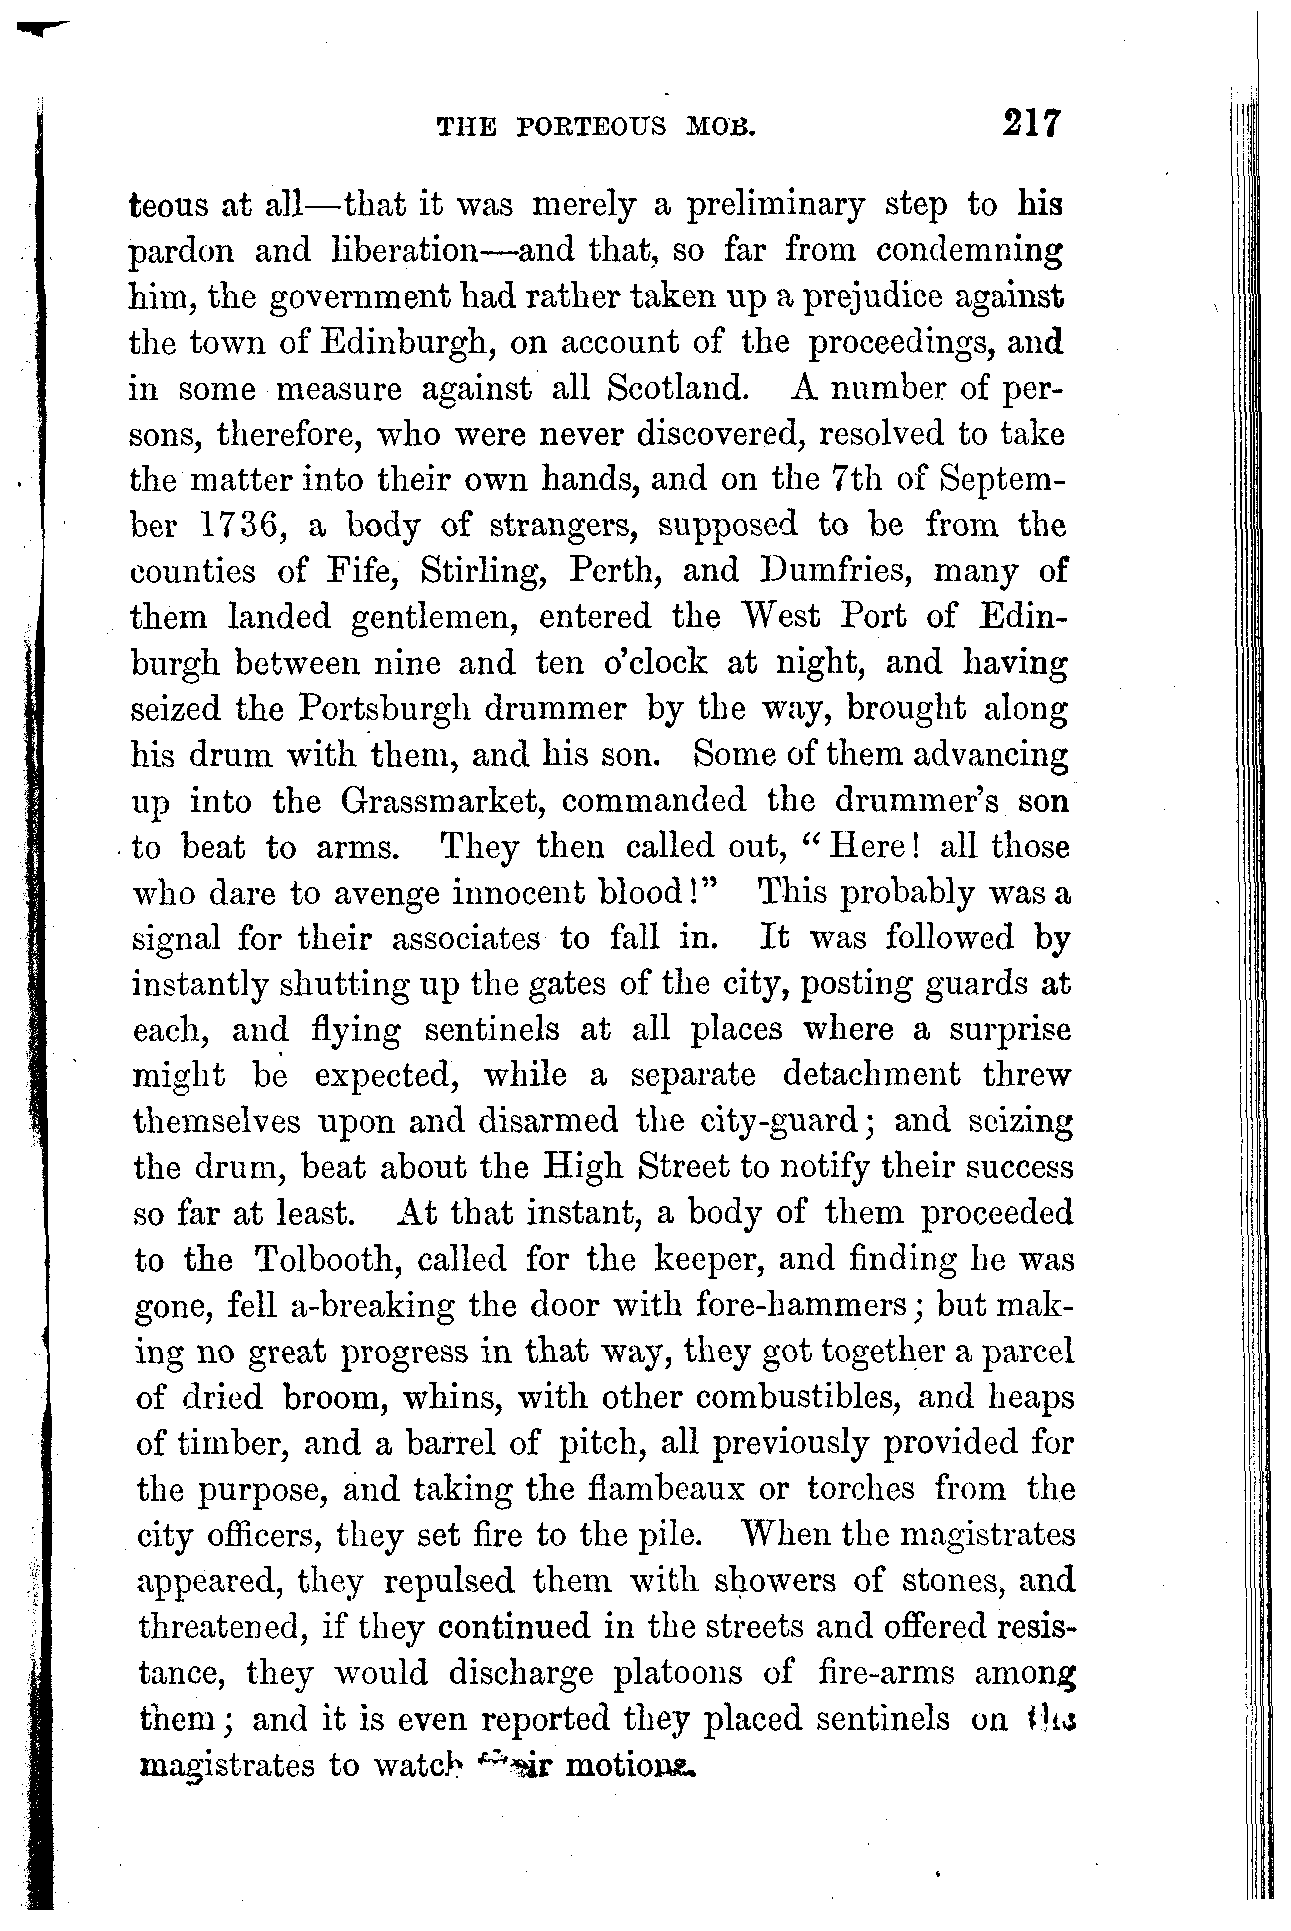 THE PORTEOUS MOB. 217
teous at all—that it was merely a preliminary step to his
pardon and liberation—and that, so far from condemning
him, the government had rather taken up a prejudice against
the town of Edinburgh, on account of the proceedings, and
in some measure against all Scotland. A number of per-
sons, therefore, who were never discovered, resolved to take
the matter into their own hands, and on the 7th of Septem-
ber 1736, a body of strangers, supposed to be from the
counties of Fife, Stirling, Perth, and Dumfries, many of
them landed gentlemen, entered the West Port of Edin-
burgh between nine and ten o'clock at night, and having
seized the Portsburgh drummer by the way, brought along
his drum with them, and his son. Some of them advancing
up into the Grassmarket, commanded the drummer's son
to beat to arms. They then called out, “Here! all those
who dare to avenge innocent blood!” This probably was a
signal for their associates to fall in. It was followed by
instantly shutting up the gates of the city, posting guards at
each, and flying sentinels at all places where a surprise
might be expected, while a separate detachment threw
themselves upon and disarmed the city-guard; and seizing
the drum, beat about the High Street to notify their success
so far at least. At that instant, a body of them proceeded
to the Tolbooth, called for the keeper, and finding he was
gone, fell a-breaking the door with fore-hammers; but mak-
ing no great progress in that way, they got together a parcel
of dried broom, whins, with other combustibles, and heaps
of timber, and a barrel of pitch, all previously provided for
the purpose, and taking the flambeaux or torches from the
city officers, they set fire to the pile. When the magistrates
appeared, they repulsed them with showers of stones, and
threatened, if they continued in the streets and offered resis-
tance, they would discharge platoons of fire-arms among
them; and it is even reported they placed sentinels on the
magistrates to watch their motions.